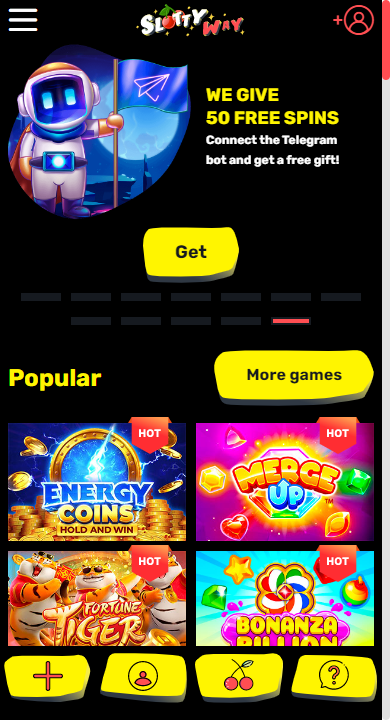 SLOTTY WAY
+
WE GIVE
50 FREE SPINS
Connect the Telegram
bot and get a free gift!
Get
Popular
More games
HOT
ENERGY
COINS
HOLD AND WIN
HOT
MERGE
UP™
HOT
FORTUNE
TIGER
HOT
BONANZA
BILLION
?